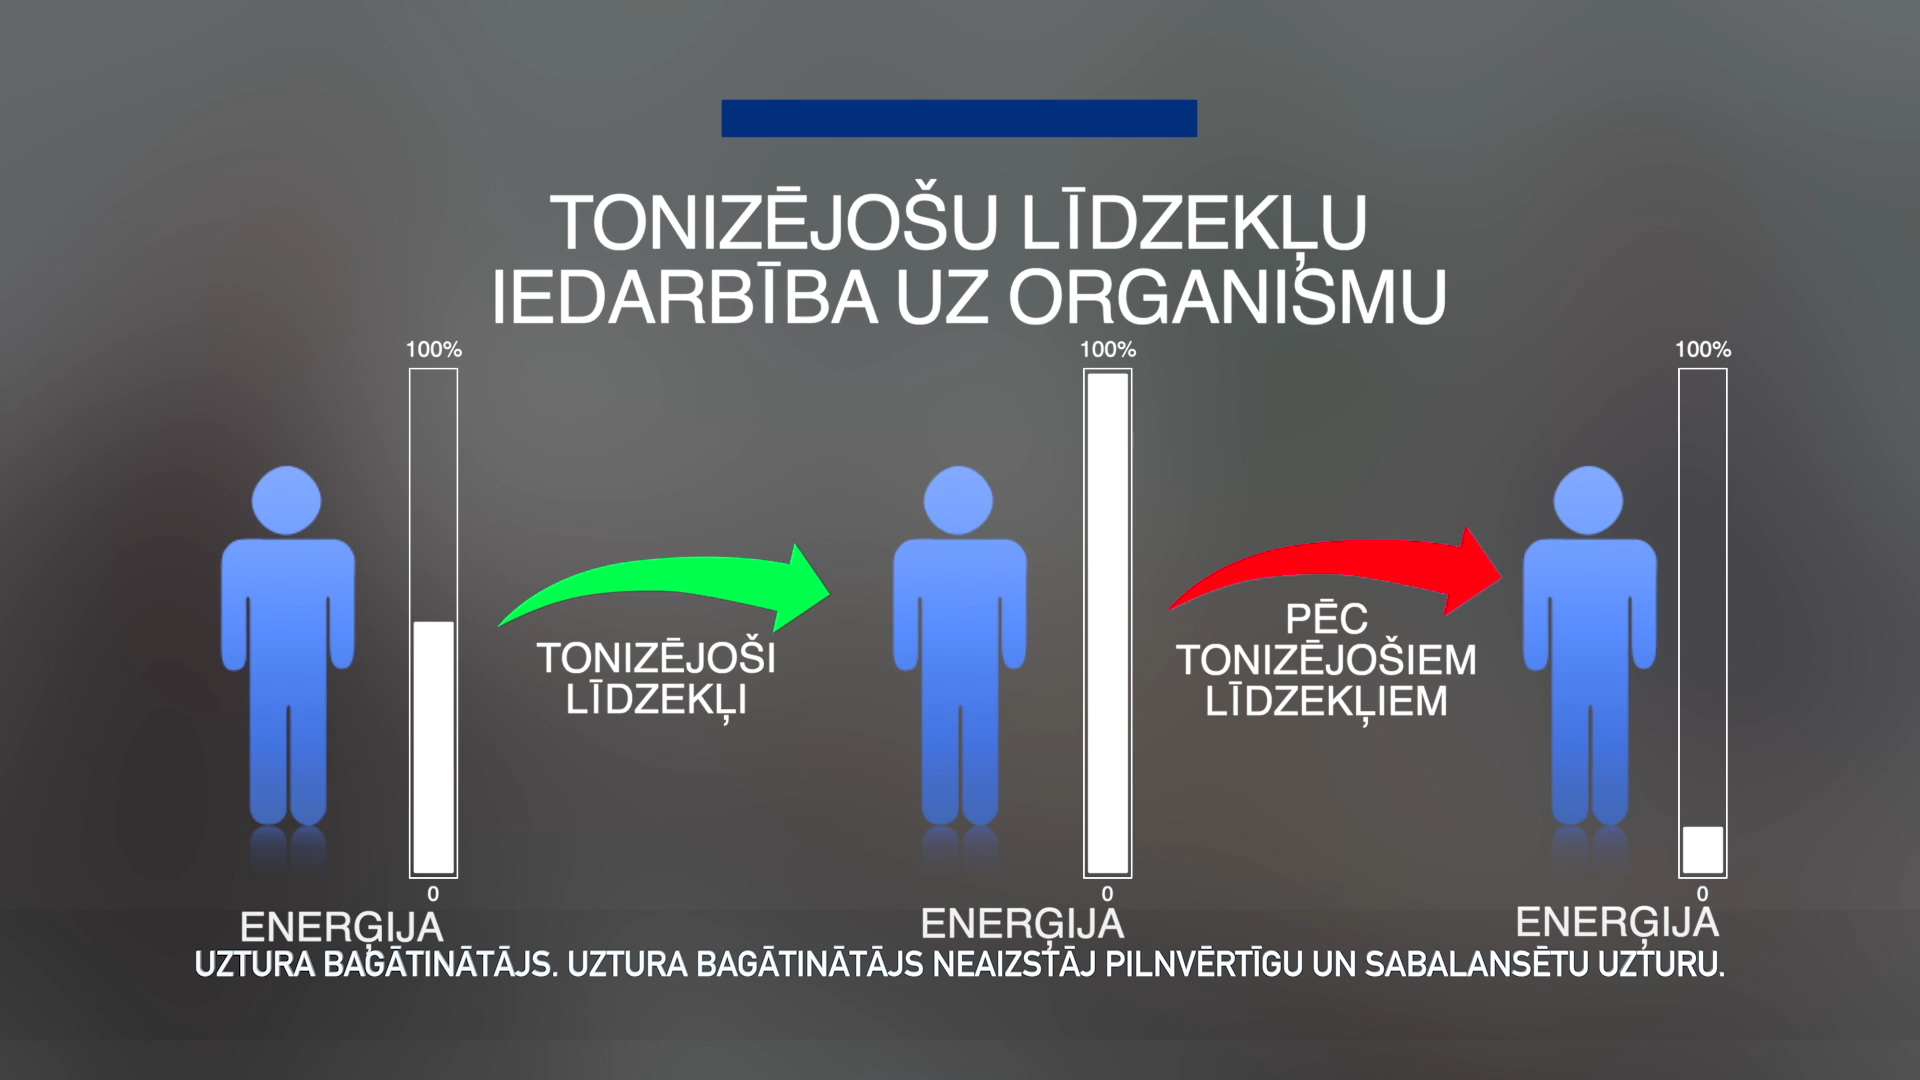 TONIZĒJOŠU LĪDZEKĻU
IEDARBĪBA UZ ORGANISMU
100%
100%
100%
TONIZĒJOŠI
LĪDZEKĻI
PĒC
TONIZĒJOŠIEM
LĪDZEKĻIEM
0
0
0
ENERĢIJA
ENERĢIJA
ENERĢIJA
UZTURA BAGĀTINĀTĀJS. UZTURA BAGĀTINĀTĀJS NEAIZSTĀJ PILNVĒRTĪGU UN SABALANSĒTU UZTURU.